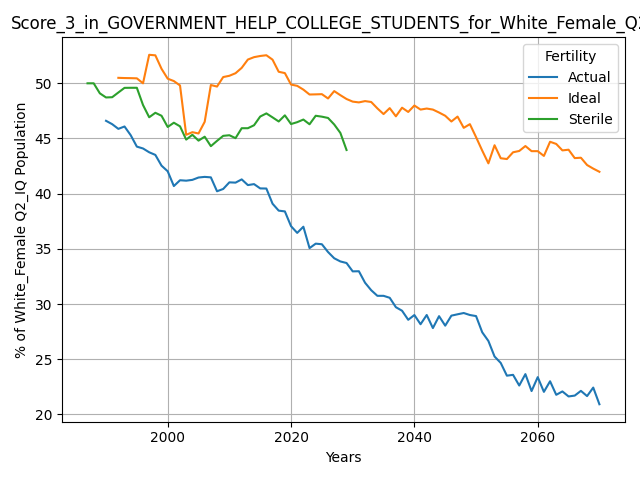 Score_3_in_GOVERNMENT_HELP_COLLEGE_STUDENTS_for_White_Female_Q2
% of White_Female Q2_IQ Population
50
45
40
35
30
25
20
Fertility
Actual
Ideal
Sterile
2000
2020
2040
2060
Years